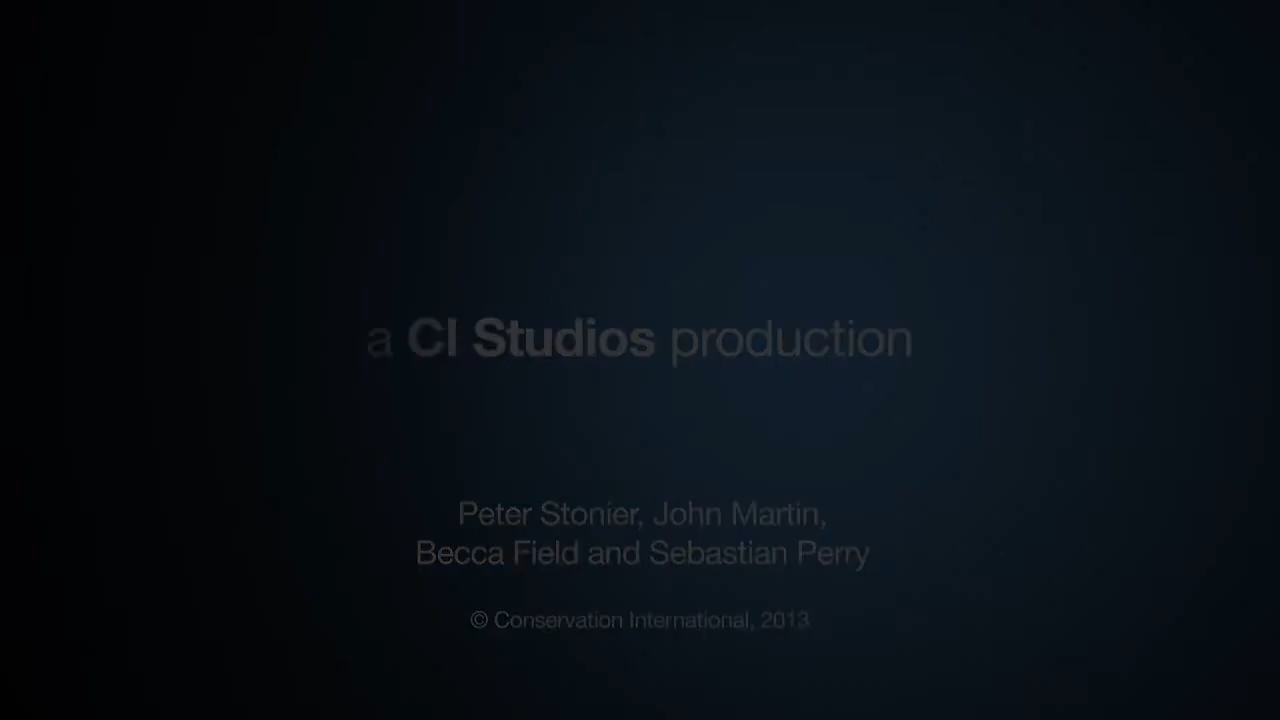 a CI Studios production
Peter Stonier, John Martin,
Becca Field and Sebastian Perry
© Conservation International, 2013